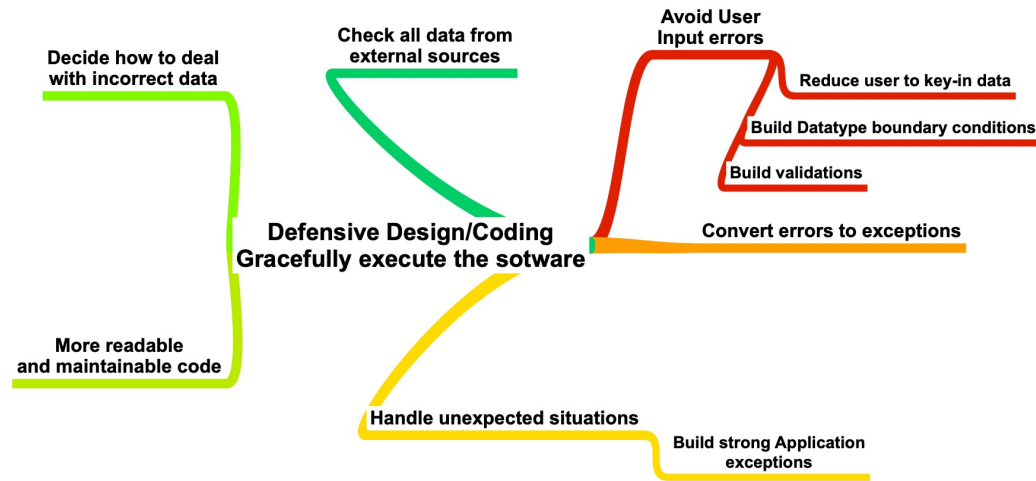 Avoid User
Input errors
Check all data from
external sources
Decide how to deal
with incorrect data
Reduce user to key-in data
Build Datatype boundary conditions
Build validations
Defensive Design/Coding
Gracefully execute the sotware
Convert errors to exceptions
More readable
and maintainable code
Handle unexpected situations
Build strong Application
exceptions